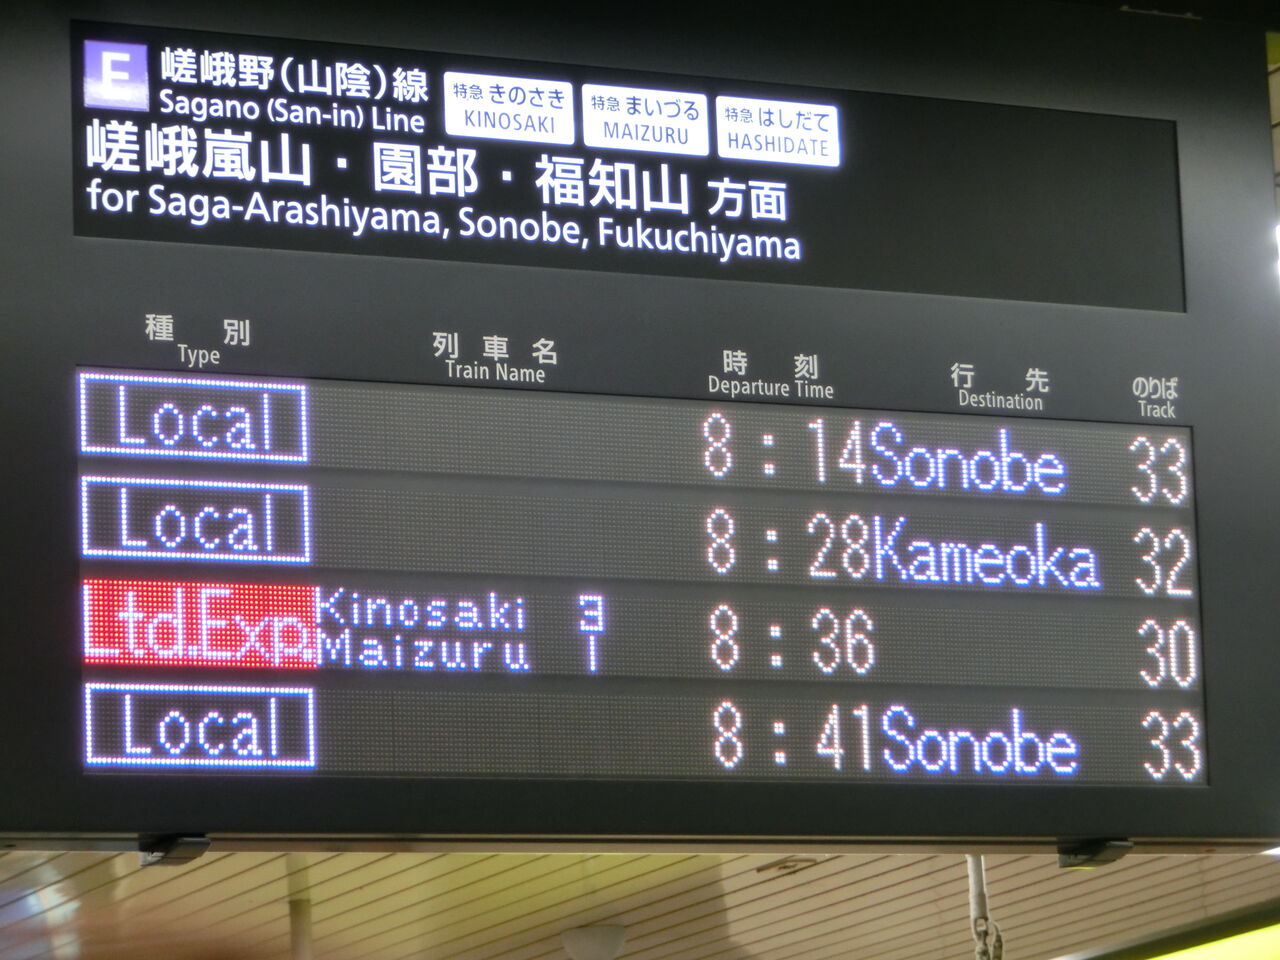 E 嵯峨野(山陰)線 特急 きのさき 特急 まいづる 特急 はしだて
Sagano (San-in) Line KINOSAKI MAIZURU HASHIDATE
嵯峨嵐山・園部・福知山 方面
for Saga-Arashiyama, Sonobe, Fukuchiyama
種別 列車名 時刻 行先 のりば
Type Train Name Departure Time Destination Track
Local 8:14 Sonobe 33
Local 8:28 Kameoka 32
Ltd.Exp. Kinosaki 3 8:36 30
Maizuru 1
Local 8:41 Sonobe 33